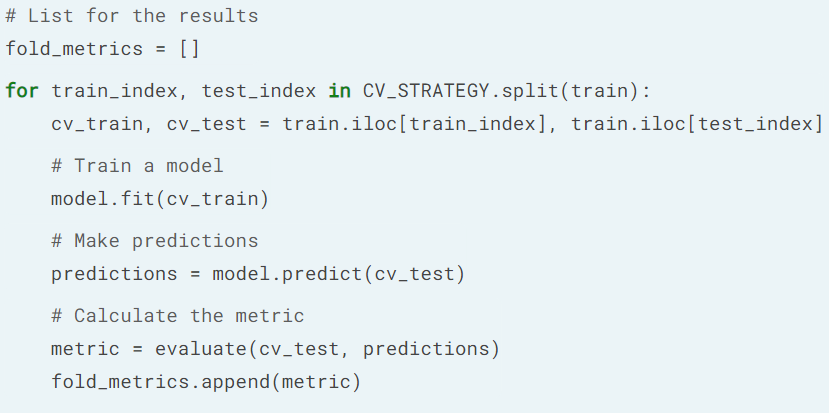 # List for the results
fold_metrics = []
for train_index, test_index in CV_STRATEGY.split(train):
    cv_train, cv_test = train.iloc[train_index], train.iloc[test_index]
    # Train a model
    model.fit(cv_train)
    # Make predictions
    predictions = model.predict(cv_test)
    # Calculate the metric
    metric = evaluate(cv_test, predictions)
    fold_metrics.append(metric)